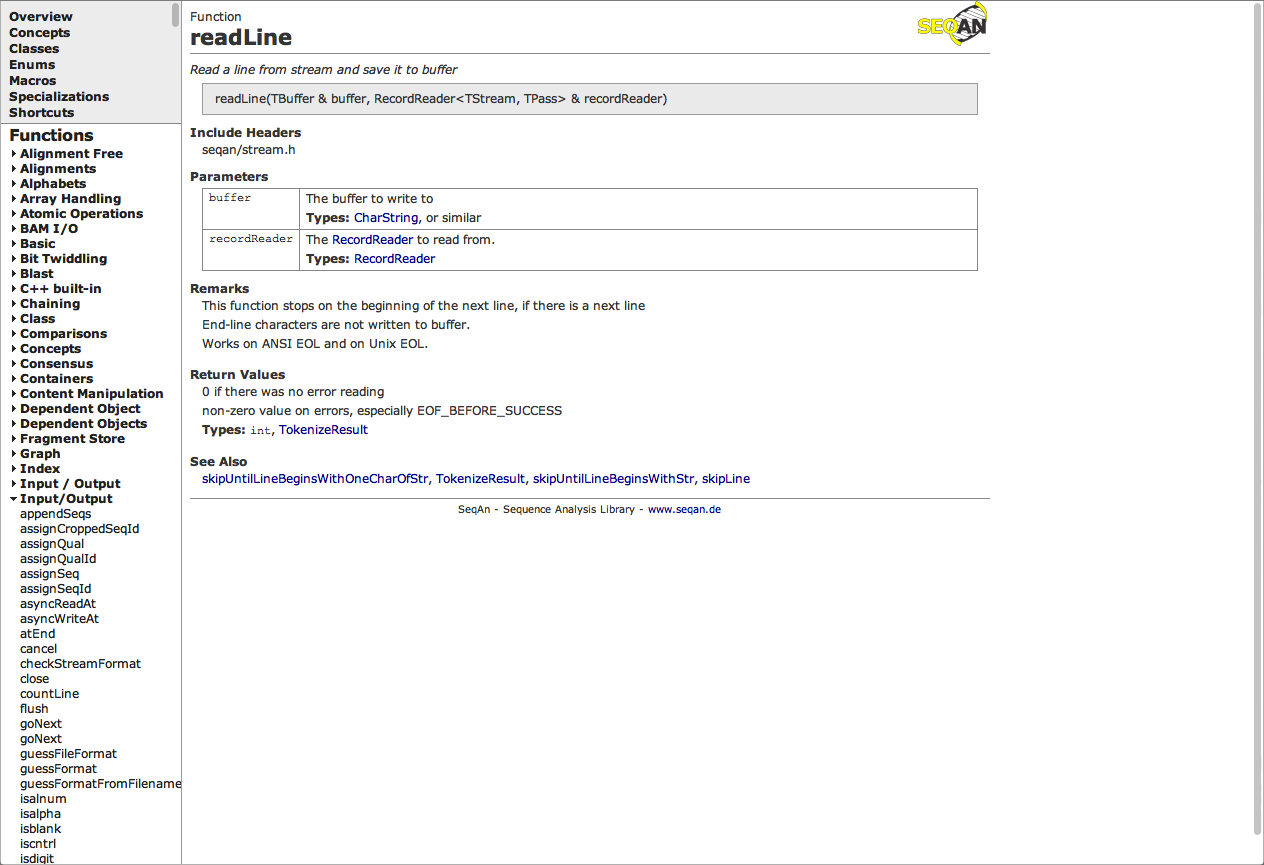 Overview
Concepts
Classes
Enums
Macros
Specializations
Shortcuts
Functions
Alignment Free
Alignments
Alphabets
Array Handling
Atomic Operations
BAM I/O
Basic
Bit Twiddling
Blast
C++ built-in
Chaining
Class
Comparisons
Concepts
Consensus
Containers
Content Manipulation
Dependent Object
Dependent Objects
Fragment Store
Graph
Index
Input / Output
Input/Output
appendSeqs
assignCroppedSeqId
assignQual
assignQualId
assignSeq
assignSeqId
asyncReadAt
asyncWriteAt
atEnd
cancel
checkStreamFormat
close
countLine
flush
goNext
goNext
guessFileFormat
guessFormat
guessFormatFromFilename
isalnum
isalpha
isblank
iscntrl
isdigit
Function
readLine
SEQAN
Read a line from stream and save it to buffer
readLine(TBuffer & buffer, RecordReader<TStream, TPass> & recordReader)
Include Headers
seqan/stream.h
Parameters
buffer The buffer to write to
Types: CharString, or similar
recordReader The RecordReader to read from.
Types: RecordReader
Remarks
This function stops on the beginning of the next line, if there is a next line
End-line characters are not written to buffer.
Works on ANSI EOL and on Unix EOL.
Return Values
0 if there was no error reading
non-zero value on errors, especially EOF_BEFORE_SUCCESS
Types: int, TokenizeResult
See Also
skipUntilLineBeginsWithOneCharOfStr, TokenizeResult, skipUntilLineBeginsWithStr, skipLine
SeqAn - Sequence Analysis Library - www.seqan.de